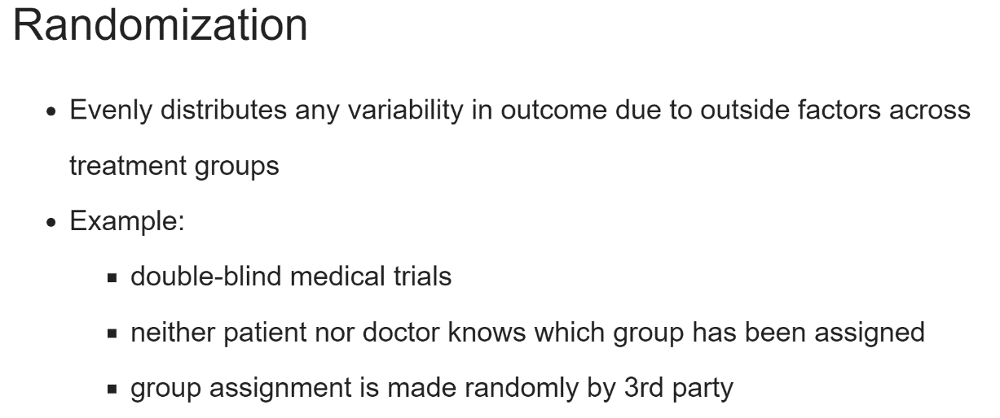 Randomization
• Evenly distributes any variability in outcome due to outside factors across
treatment groups
• Example:
▪ double-blind medical trials
▪ neither patient nor doctor knows which group has been assigned
▪ group assignment is made randomly by 3rd party